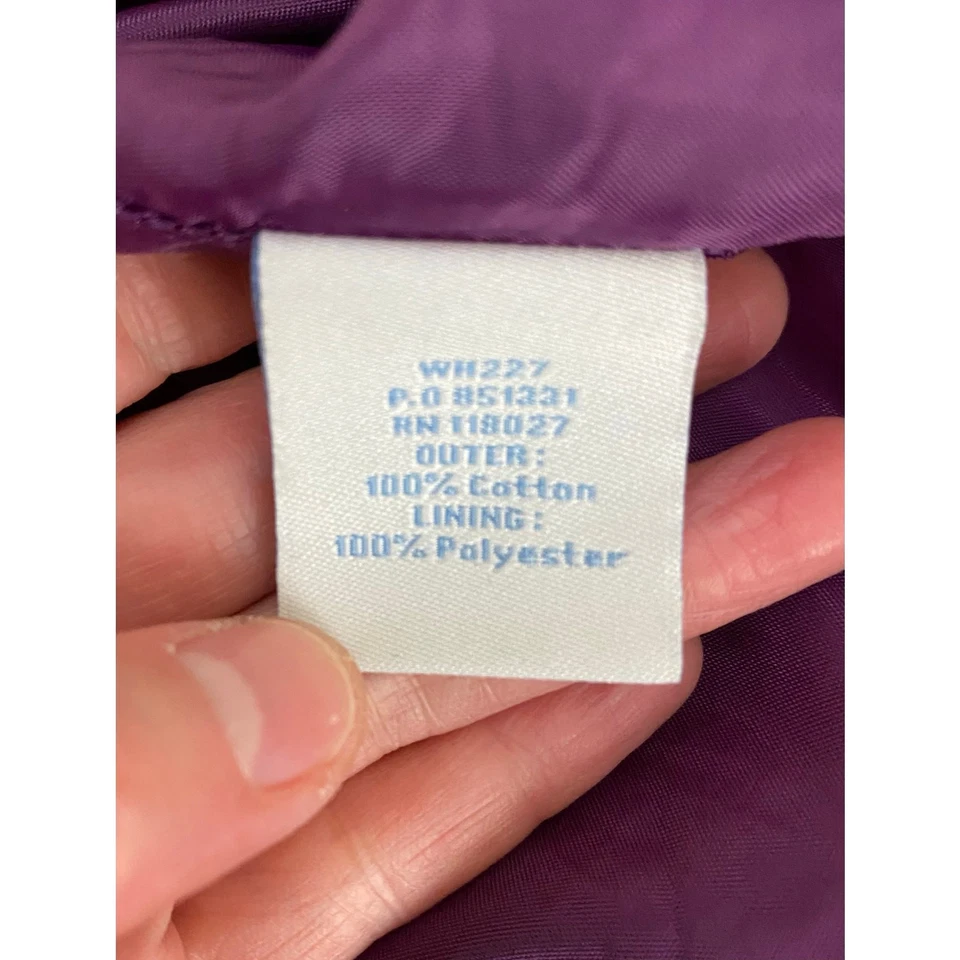 WH227
P.O 851331
RN 118027
OUTER:
100% Cotton
LINING:
100% Polyester